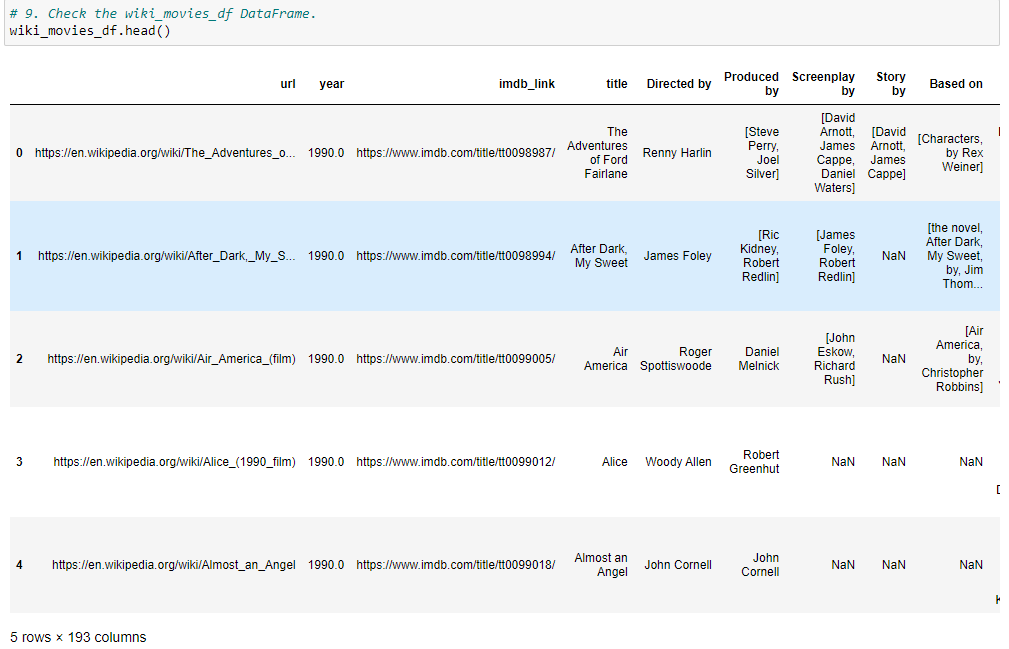 # 9. Check the wiki_movies_df DataFrame.
wiki_movies_df.head()
url year imdb_link title Directed by Produced by Screenplay by Story by Based on
0 https://en.wikipedia.org/wiki/The_Adventures_o... 1990.0 https://www.imdb.com/title/tt0098987/ The Adventures of Ford Fairlane Renny Harlin [Steve Perry, Joel Silver] [David Arnott, James Cappe, Daniel Waters] [David Arnott, James Cappe] [Characters, by Rex Weiner]
1 https://en.wikipedia.org/wiki/After_Dark,_My_S... 1990.0 https://www.imdb.com/title/tt0098994/ After Dark, My Sweet James Foley [Ric Kidney, Robert Redlin] [James Foley, Robert Redlin] NaN [the novel, After Dark, My Sweet, by, Jim Thom...
2 https://en.wikipedia.org/wiki/Air_America_(film) 1990.0 https://www.imdb.com/title/tt0099005/ Air America Roger Spottiswoode Daniel Melnick [John Eskow, Richard Rush] NaN [Air America, by, Christopher Robbins]
3 https://en.wikipedia.org/wiki/Alice_(1990_film) 1990.0 https://www.imdb.com/title/tt0099012/ Alice Woody Allen Robert Greenhut NaN NaN NaN
4 https://en.wikipedia.org/wiki/Almost_an_Angel 1990.0 https://www.imdb.com/title/tt0099018/ Almost an Angel John Cornell John Cornell NaN NaN NaN
5 rows × 193 columns